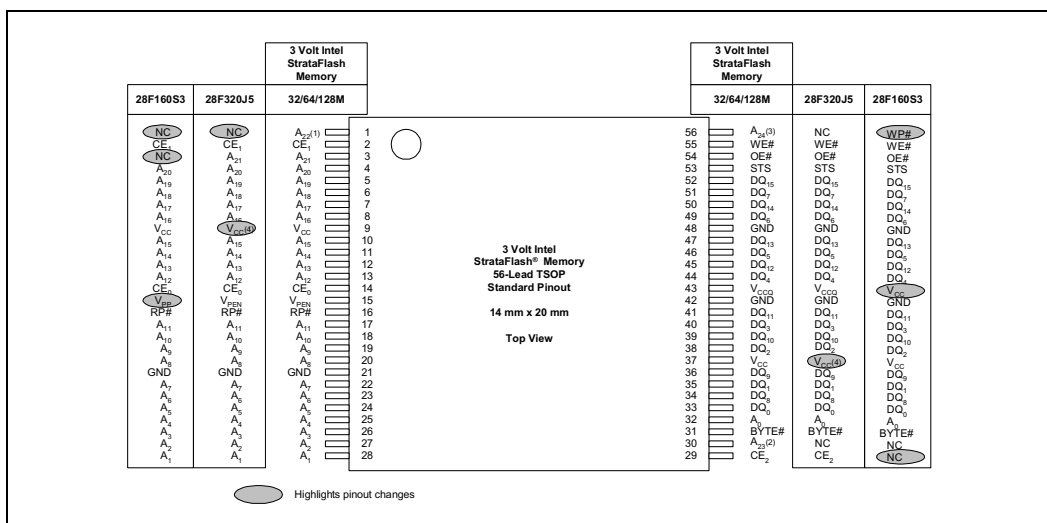 3 Volt Intel
StrataFlash
Memory
3 Volt Intel
StrataFlash
Memory
28F160S3 28F320J5 32/64/128M 32/64/128M 28F320J5 28F160S3
NC NC A22(1) 1 56 A24(3) NC WP#
CE1 CE1 CE1 2 55 WE# WE# WE#
NC A21 A21 3 54 OE# OE# OE#
A20 A20 A20 4 53 STS STS STS
A19 A19 A19 5 52 DQ15 DQ15 DQ15
A18 A18 A18 6 51 DQ7 DQ7 DQ7
A17 A17 A17 7 50 DQ14 DQ14 DQ14
A16 A16 A16 8 49 DQ6 DQ6 DQ6
VCC VCC(4) VCC 9 48 GND GND GND
A15 A15 A15 10 47 DQ13 DQ13 DQ13
A14 A14 A14 11 46 DQ5 DQ5 DQ5
A13 A13 A13 12 45 DQ12 DQ12 DQ12
A12 A12 A12 13 44 DQ4 DQ4 DQ4
CE0 CE0 CE0 14 43 VCCQ VCCQ VCC
VPP VPEN VPEN 15 42 GND GND GND
RP# RP# RP# 16 41 DQ11 DQ11 DQ11
A11 A11 A11 17 40 DQ3 DQ3 DQ3
A10 A10 A10 18 39 DQ10 DQ10 DQ10
A9 A9 A9 19 38 DQ2 DQ2 DQ2
A8 A8 A8 20 37 VCC VCC(4) VCC
GND GND GND 21 36 DQ9 DQ9 DQ9
A7 A7 A7 22 35 DQ1 DQ1 DQ1
A6 A6 A6 23 34 DQ8 DQ8 DQ8
A5 A5 A5 24 33 DQ0 DQ0 DQ0
A4 A4 A4 25 32 A0 A0 A0
A3 A3 A3 26 31 BYTE# BYTE# BYTE#
A2 A2 A2 27 30 A23(2) NC NC
A1 A1 A1 28 29 CE2 CE2 NC
3 Volt Intel
StrataFlash® Memory
56-Lead TSOP
Standard Pinout
14 mm x 20 mm
Top View
Highlights pinout changes